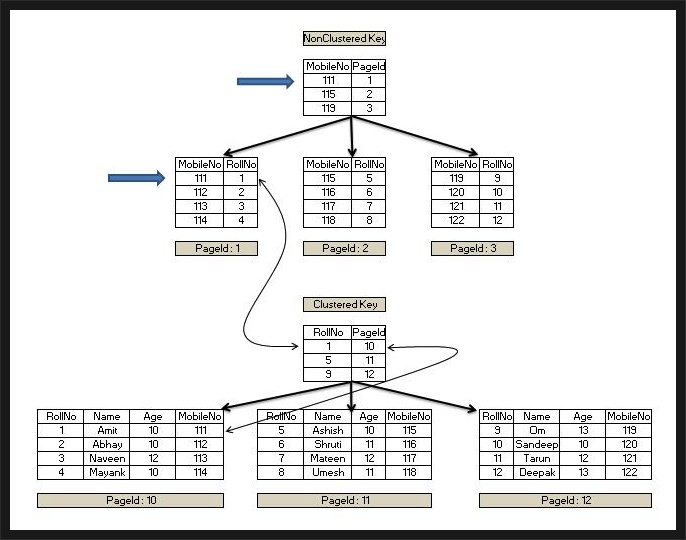 NonClustered Key
MobileNo PageId
111 1
115 2
119 3
MobileNo RollNo MobileNo RollNo MobileNo RollNo
111 1 115 5 119 9
112 2 116 6 120 10
113 3 117 7 121 11
114 4 118 8 122 12
PageId : 1 PageId : 2 PageId : 3
Clustered Key
RollNo PageId
1 10
5 11
9 12
RollNo Name Age MobileNo RollNo Name Age MobileNo RollNo Name Age MobileNo
1 Amit 10 111 5 Ashish 10 115 9 Om 13 119
2 Abhay 10 112 6 Shruti 11 116 10 Sandeep 10 120
3 Naveen 12 113 7 Mateen 12 117 11 Tarun 12 121
4 Mayank 10 114 8 Umesh 11 118 12 Deepak 13 122
PageId : 10 PageId : 11 PageId : 12